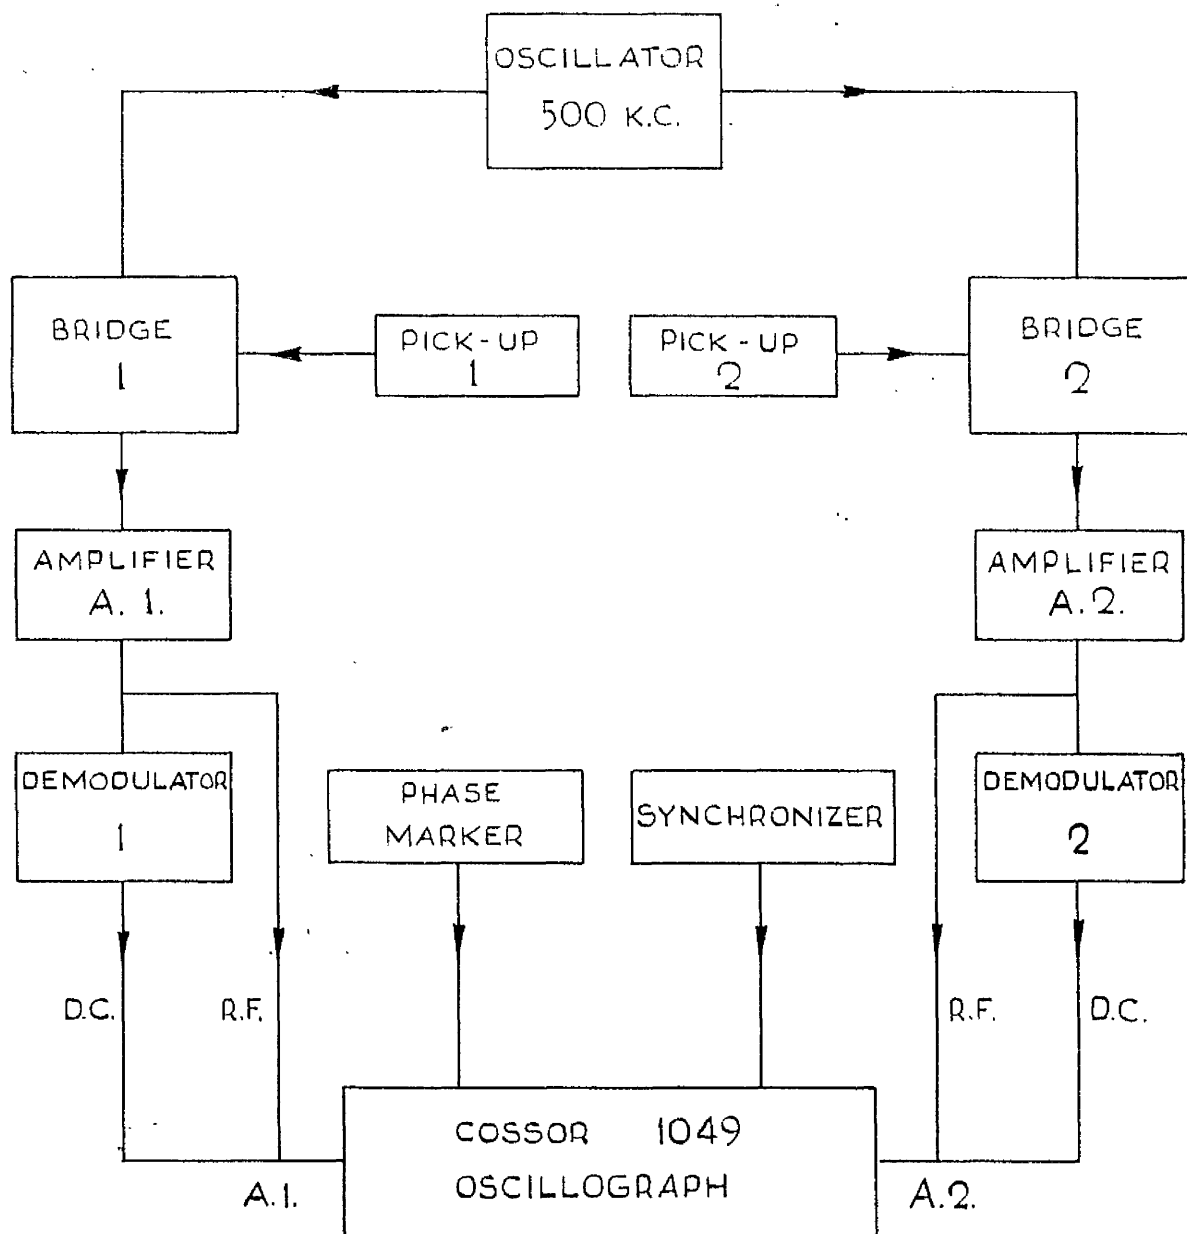 OSCILLATOR
500 K.C.
BRIDGE
1
PICK-UP
1
PICK-UP
2
BRIDGE
2
AMPLIFIER
A. 1.
AMPLIFIER
A.2.
DEMODULATOR
1
PHASE
MARKER
SYNCHRONIZER
DEMODULATOR
2
D.C.
R.F.
R.F.
D.C.
COSSOR 1049
OSCILLOGRAPH
A.1.
A.2.